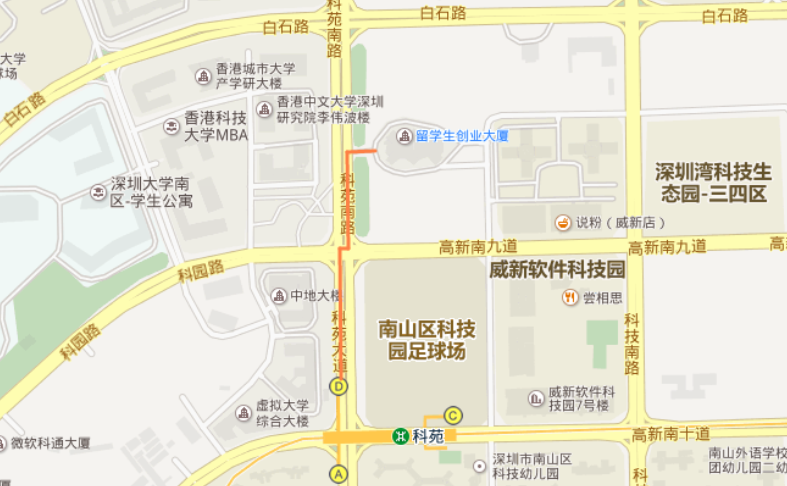 科苑南路
白石路
白石路
大学
球场
香港城市大学
产学研大楼
白石路
香港中文大学深圳
研究院李伟波楼
香港科技
大学MBA
留学生创业大厦
深圳湾科技生
态园-三四区
深圳大学南
区-学生公寓
科苑南路
说粉（威新店）
高新南九道
高新南九道
高
科园路
威新软件科技园
中地大楼
尝相思
科苑大道
南山区科技
园足球场
科技南路
科园路
D
威新软件科
技园7号楼
虚拟大学
综合大楼
C
微软科通大厦
科苑
高新南十道
A
深圳市南山区
科技幼儿园
南山外语学校
团幼儿园二幼
科